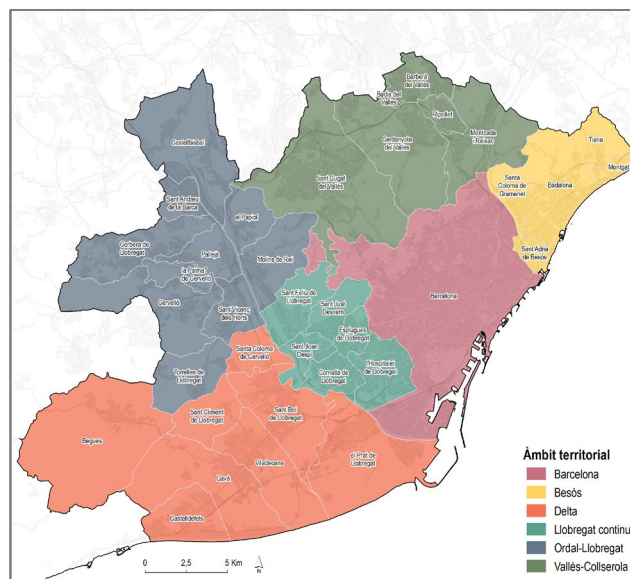 Barberà
del Vallès
Badia del
Vallès
Ripollet
Cerdanyola
del Vallès
Montcada
i Reixac
Tiana
Montgat
Castellbisbal
Sant Cugat
del Vallès
Santa
Coloma de
Gramenet
Badalona
Sant Andreu
de la Barca
el Papiol
Corbera de
Llobregat
Pallejà
Molins de Rei
Sant Adrià
de Besòs
la Palma
de Cervelló
Cervelló
Sant Vicenç
dels Horts
Sant Feliu de
Llobregat
Sant Just
Desvern
Barcelona
Esplugues de
Llobregat
Santa Coloma
de Cervelló
Sant Joan
Despí
Torrelles de
Llobregat
Cornellà de
Llobregat
l'Hospitalet
de Llobregat
Sant Climent
de Llobregat
Sant Boi
de Llobregat
Begues
Viladecans
el Prat de
Llobregat
Gavà
Castelldefels
0 2,5 5 Km
N
Àmbit territorial
Barcelona
Besòs
Delta
Llobregat continu
Ordal-Llobregat
Vallès-Collserola